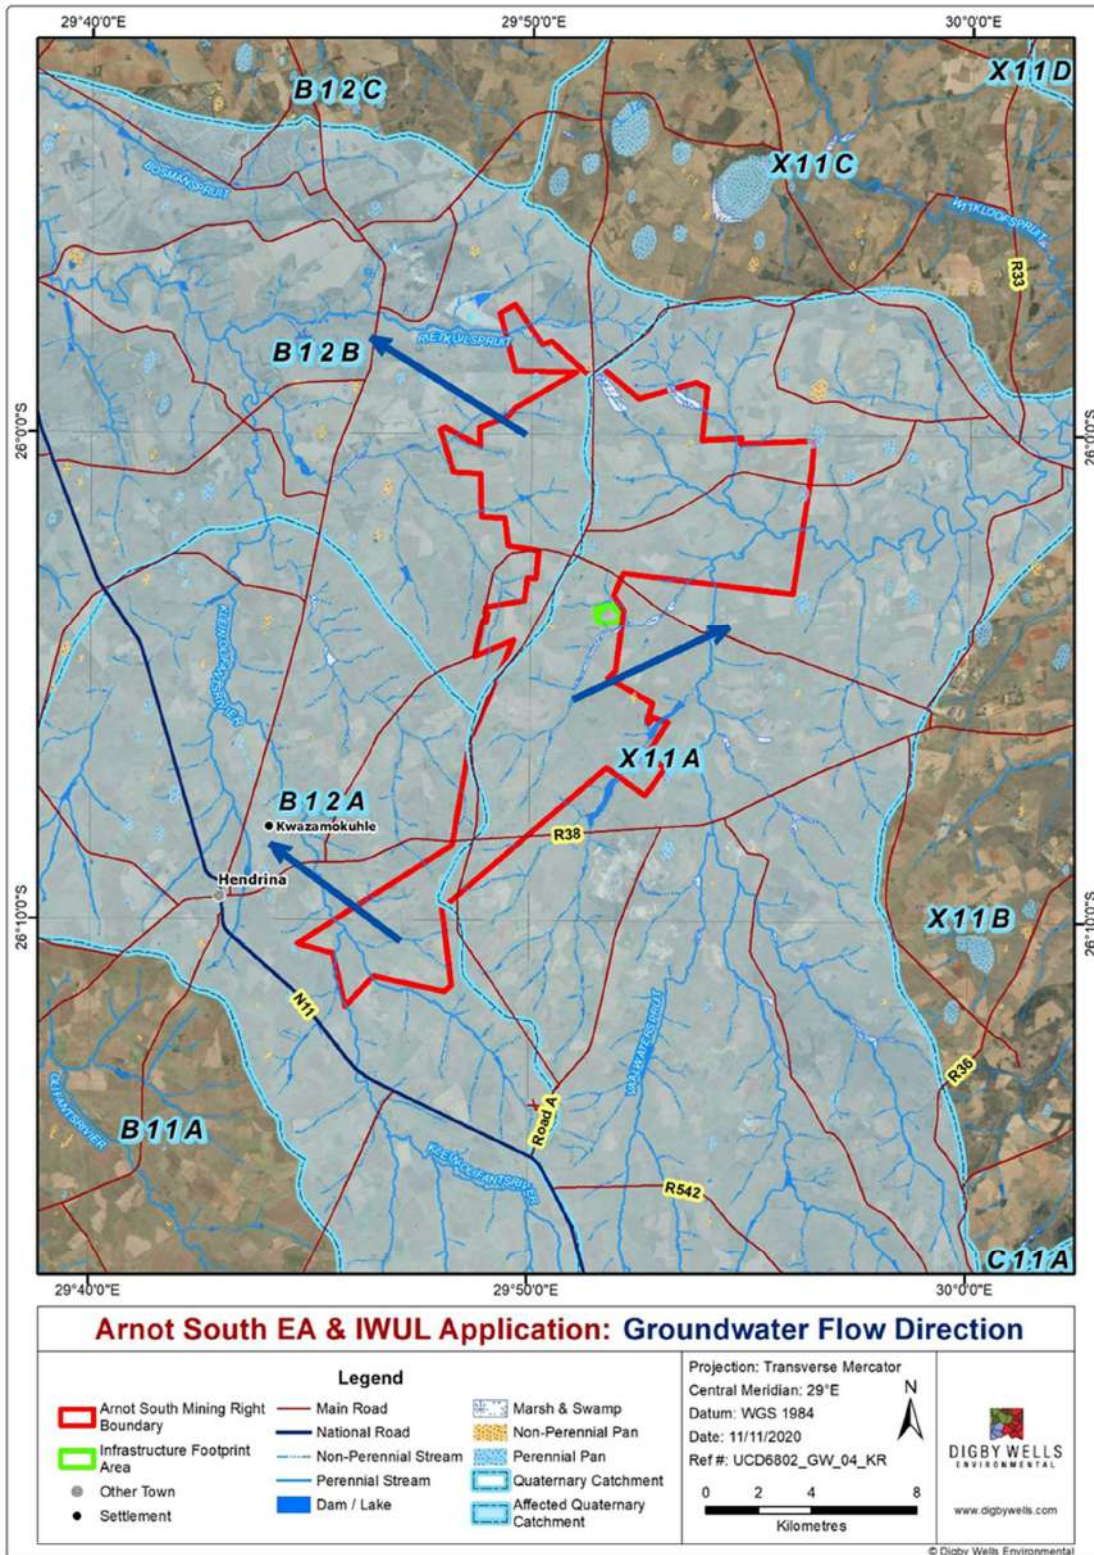 29°40'0"E 29°50'0"E 30°0'0"E
B12C
X11D
X11C
BOSMANSPRUIT
WITKLOOFSPRUIT
R33
B12B
RIETKUILSPRUIT
26°0'0"S 26°0'0"S
X11A
B12A
Kwazamokuhle
R38
Hendrina
X11B
26°10'0"S 26°10'0"S
N11
VAALWATERSPRUIT
R36
Road A
OLIFANTSRIVIER
B11A
R542
C11A
29°40'0"E 29°50'0"E 30°0'0"E
Arnot South EA & IWUL Application: Groundwater Flow Direction
Legend
Arnot South Mining Right
Boundary
Infrastructure Footprint
Area
Other Town
Settlement
Main Road
National Road
Non-Perennial Stream
Perennial Stream
Dam / Lake
Marsh & Swamp
Non-Perennial Pan
Perennial Pan
Quaternary Catchment
Affected Quaternary
Catchment
Projection: Transverse Mercator
Central Meridian: 29°E
Datum: WGS 1984
Date: 11/11/2020
Ref #: UCD6802_GW_04_KR
N
0 2 4 8
Kilometres
DIGBY WELLS
ENVIRONMENTAL
www.digbywells.com
© Digby Wells Environmental